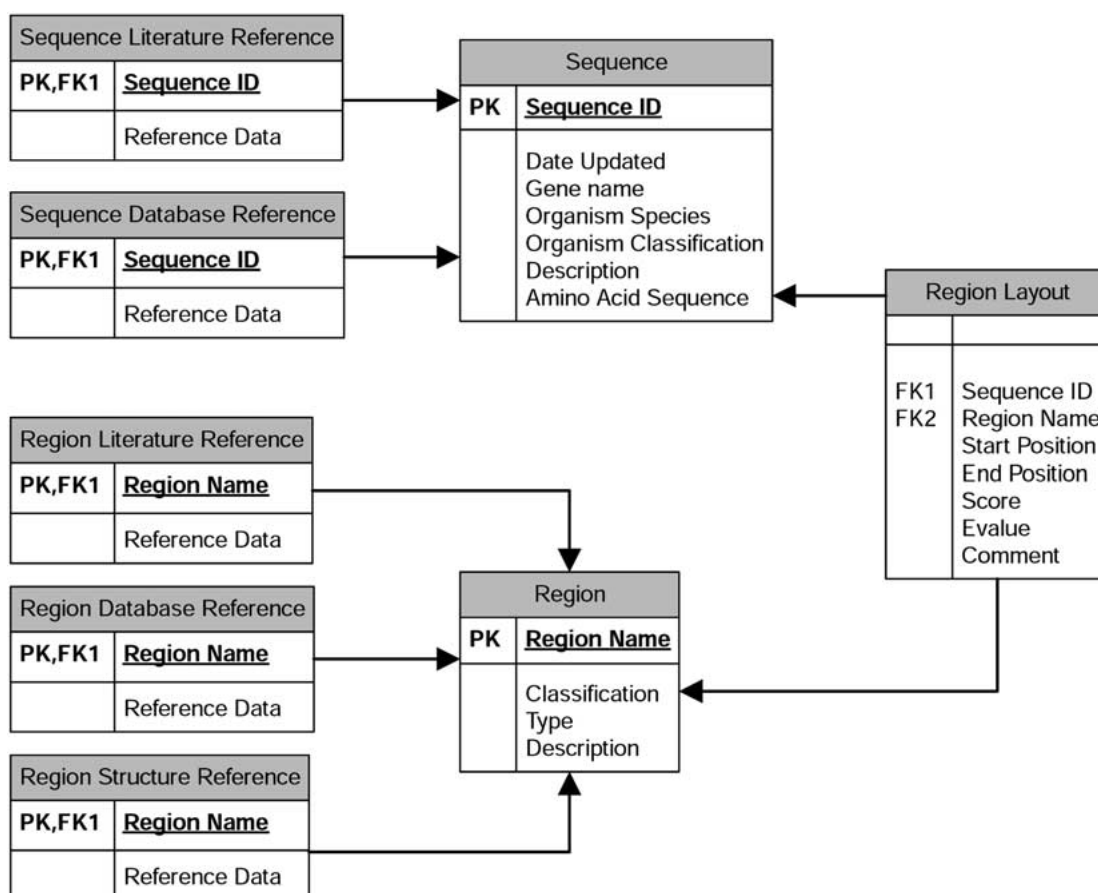 Sequence Literature Reference
PK,FK1 Sequence ID
Reference Data
Sequence Database Reference
PK,FK1 Sequence ID
Reference Data
Sequence
PK Sequence ID
Date Updated
Gene name
Organism Species
Organism Classification
Description
Amino Acid Sequence
Region Layout
FK1 Sequence ID
FK2 Region Name
Start Position
End Position
Score
Evalue
Comment
Region Literature Reference
PK,FK1 Region Name
Reference Data
Region Database Reference
PK,FK1 Region Name
Reference Data
Region Structure Reference
PK,FK1 Region Name
Reference Data
Region
PK Region Name
Classification
Type
Description